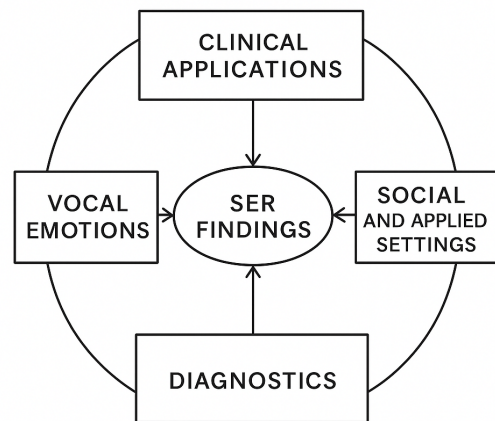 CLINICAL
APPLICATIONS
VOCAL
EMOTIONS
SER
FINDINGS
SOCIAL
AND APPLIED
SETTINGS
DIAGNOSTICS